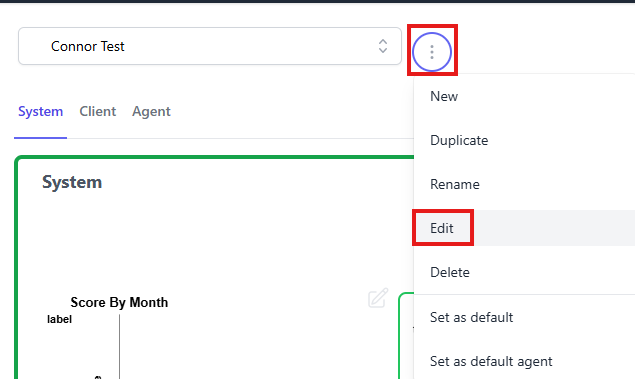 Connor Test
New
System Client Agent
Duplicate
System
Rename
Edit
Delete
Score By Month
label
Set as default
Set as default agent